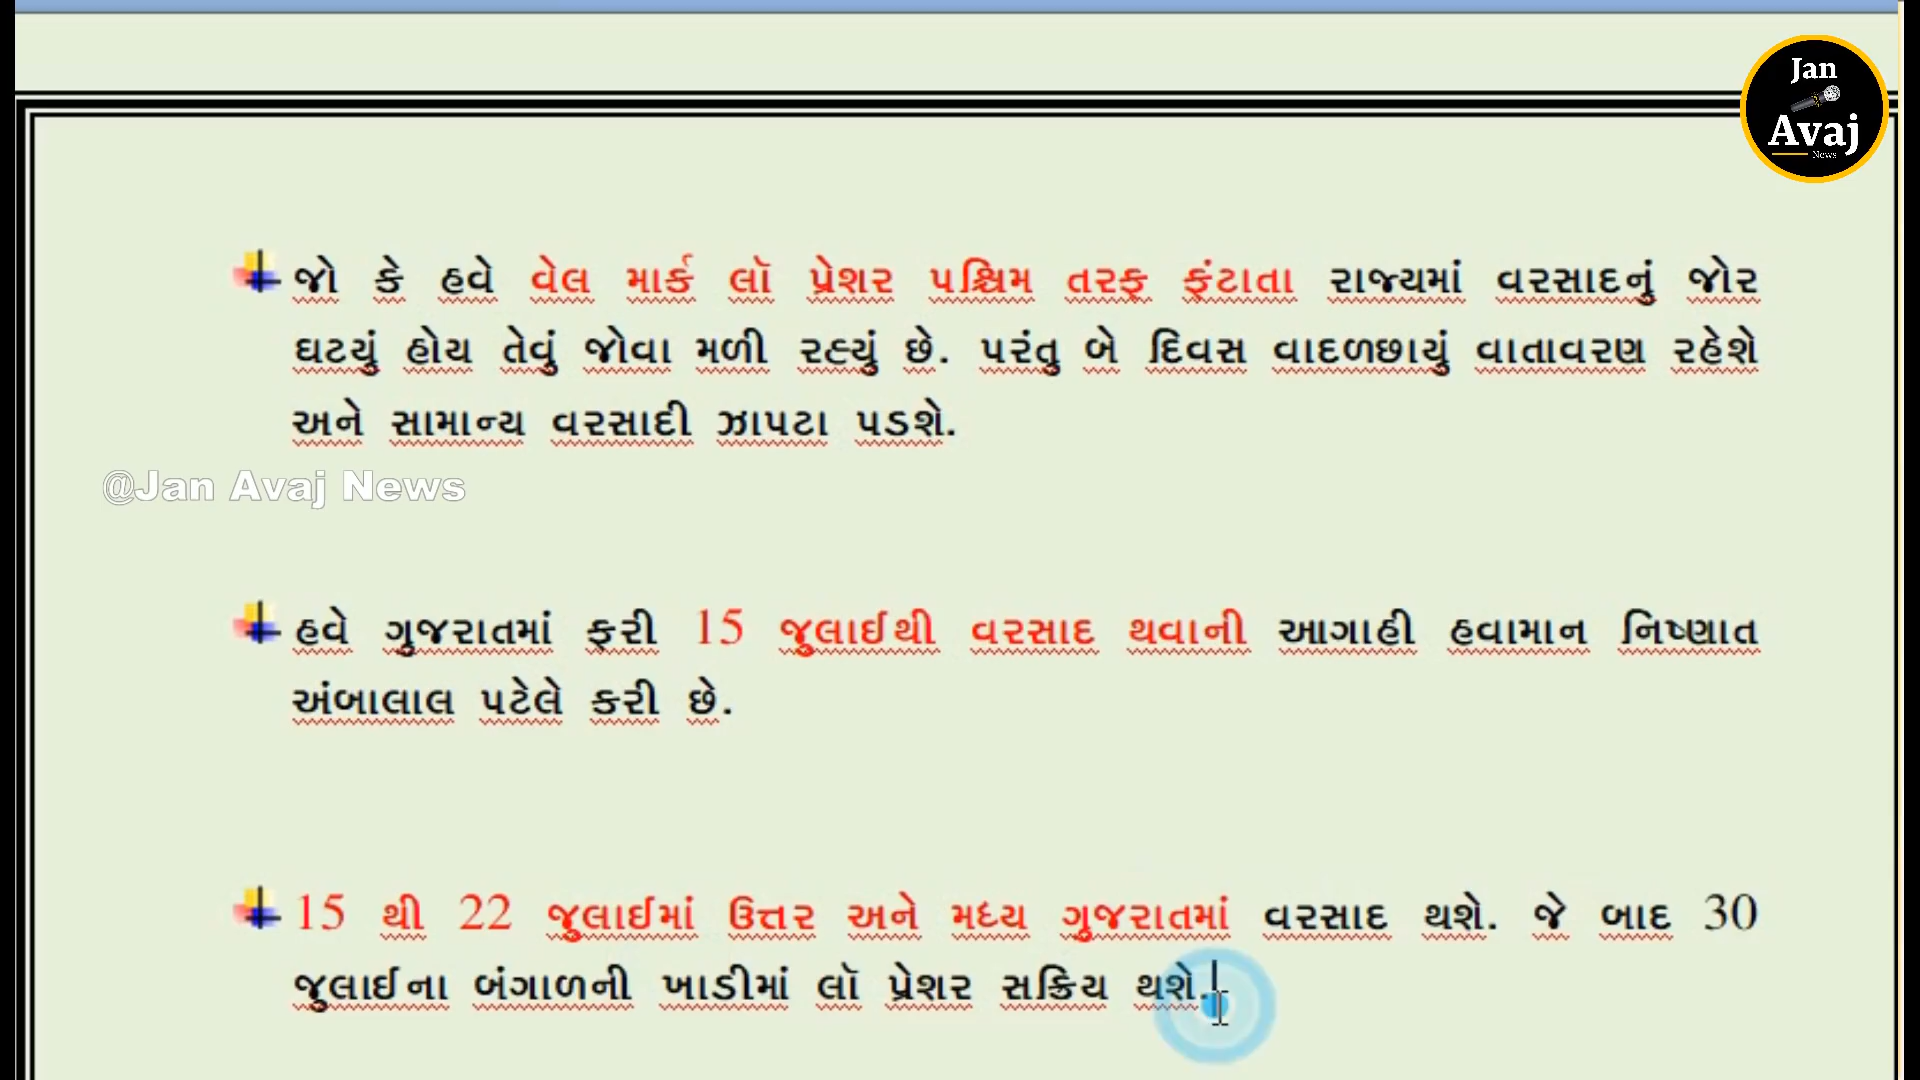 Jan
Avaj
News
જો કે હવે વેલ માર્ક લૉ પ્રેશર પશ્ચિમ તરફ ફંટાતા રાજ્યમાં વરસાદનું જોર
ઘટયું હોય તેવું જોવા મળી રહ્યું છે. પરંતુ બે દિવસ વાદળછાયું વાતાવરણ રહેશે
અને સામાન્ય વરસાદી ઝાપટા પડશે.
@Jan Avaj News
હવે ગુજરાતમાં ફરી 15 જુલાઈથી વરસાદ થવાની આગાહી હવામાન નિષ્ણાત
અંબાલાલ પટેલે કરી છે.
15 થી 22 જુલાઈમાં ઉત્તર અને મધ્ય ગુજરાતમાં વરસાદ થશે. જે બાદ 30
જુલાઈના બંગાળની ખાડીમાં લૉ પ્રેશર સક્રિય થશે.